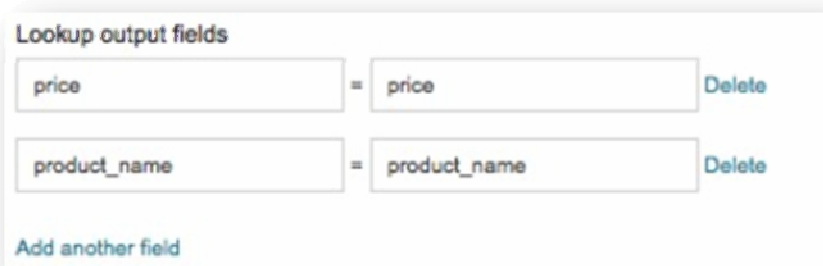 Lookup output fields
price = price Delete
product_name = product_name Delete
Add another field